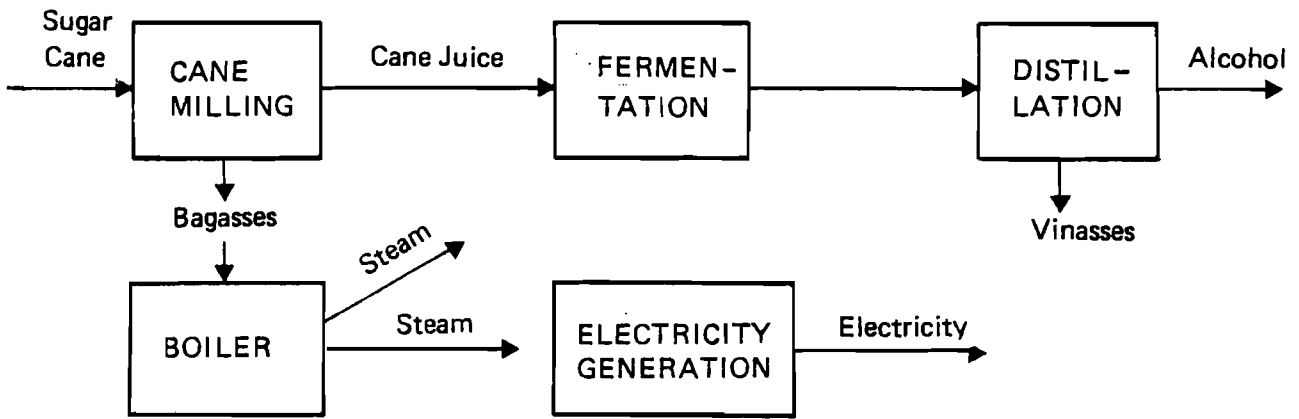 Sugar
Cane
CANE
MILLING
Cane Juice
FERMEN-
TATION
DISTIL-
LATION
Alcohol
Bagasses
Vinasses
Steam
BOILER
Steam
ELECTRICITY
GENERATION
Electricity